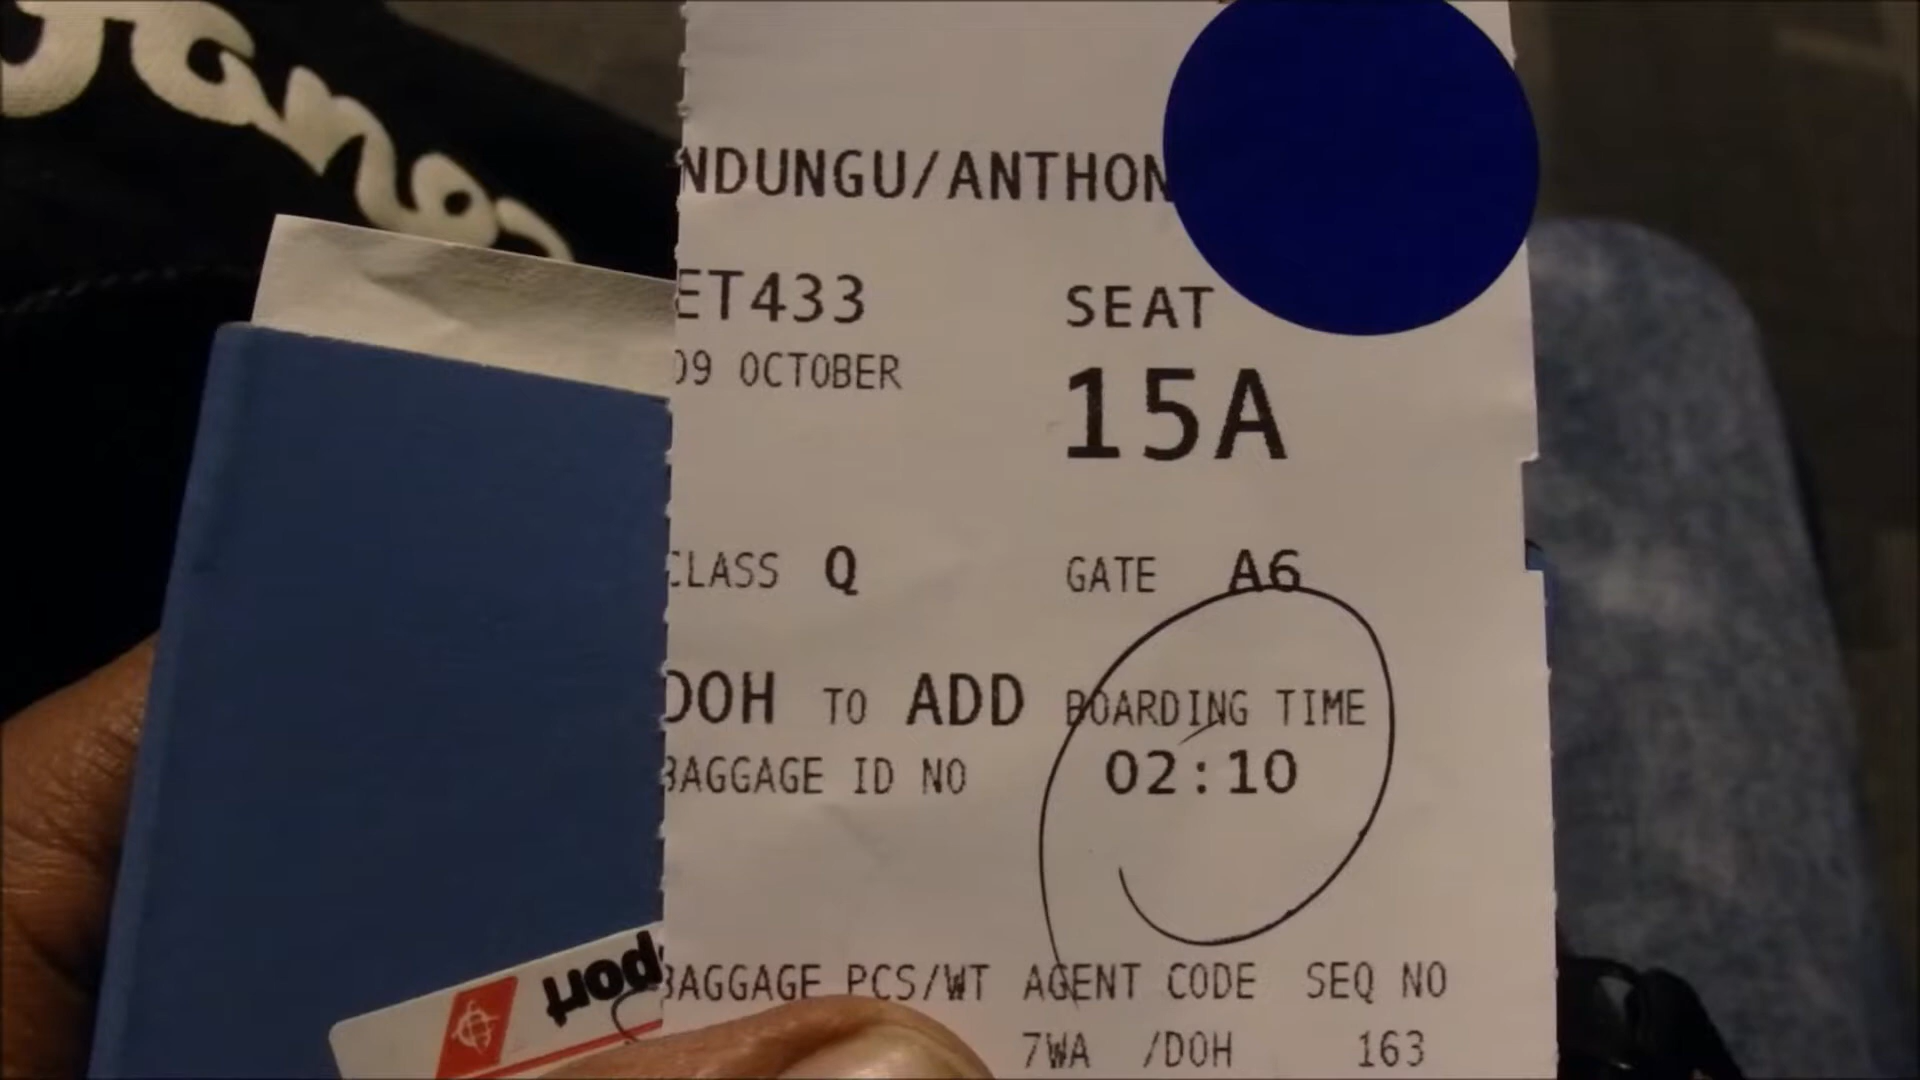 NDUNGU/ANTHON
ET433
SEAT
09 OCTOBER
15A
CLASS Q
GATE A6
DOH TO ADD
BOARDING TIME
BAGGAGE ID NO
02:10
port
BAGGAGE PCS/WT AGENT CODE SEQ NO
7WA /DOH 163